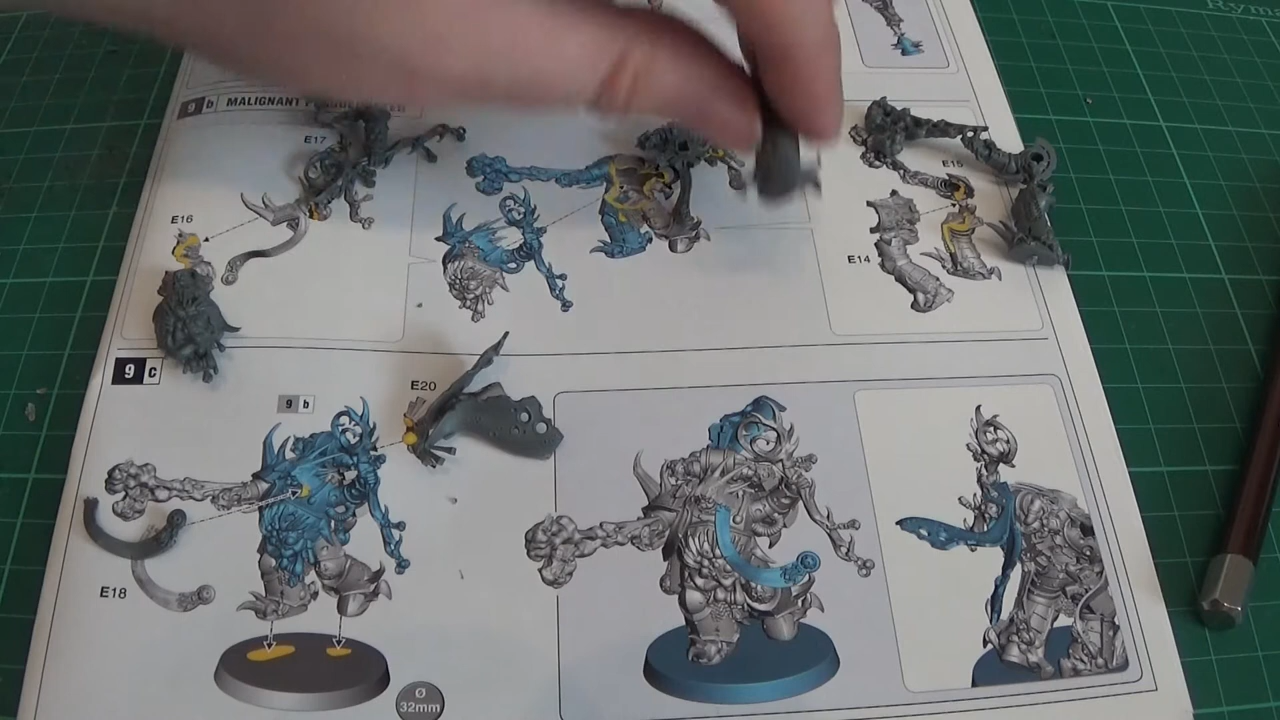 9 b MALIGNANT
E17
E15
E16
E14
9 c
E20
9 b
E18
Ø
32mm